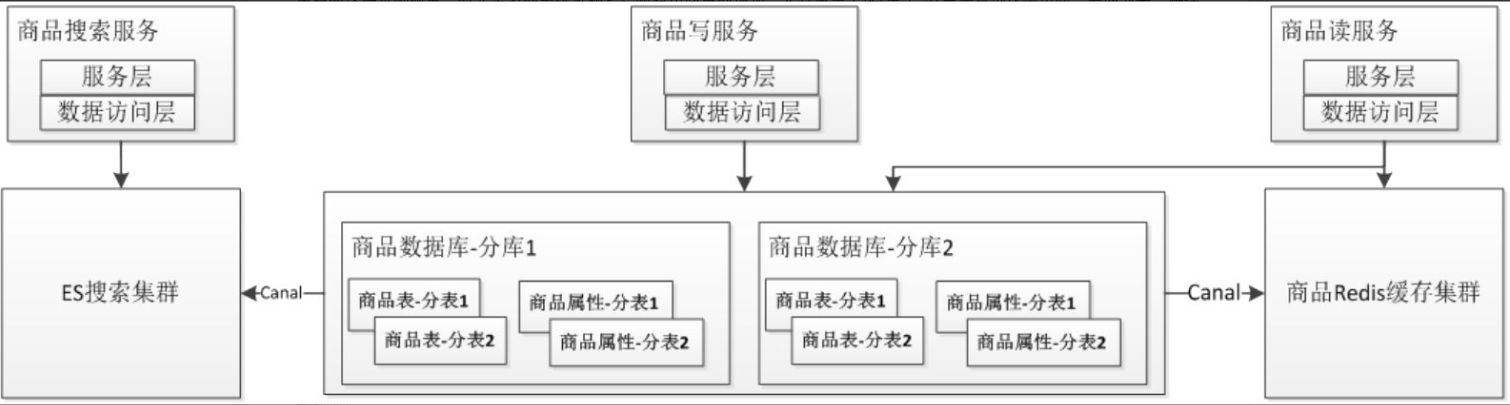 商品搜索服务
服务层
数据访问层
商品写服务
服务层
数据访问层
商品读服务
服务层
数据访问层
ES搜索集群
Canal
商品数据库-分库1
商品表-分表1
商品表-分表2
商品属性-分表1
商品属性-分表2
商品数据库-分库2
商品表-分表1
商品表-分表2
商品属性-分表1
商品属性-分表2
Canal
商品Redis缓存集群